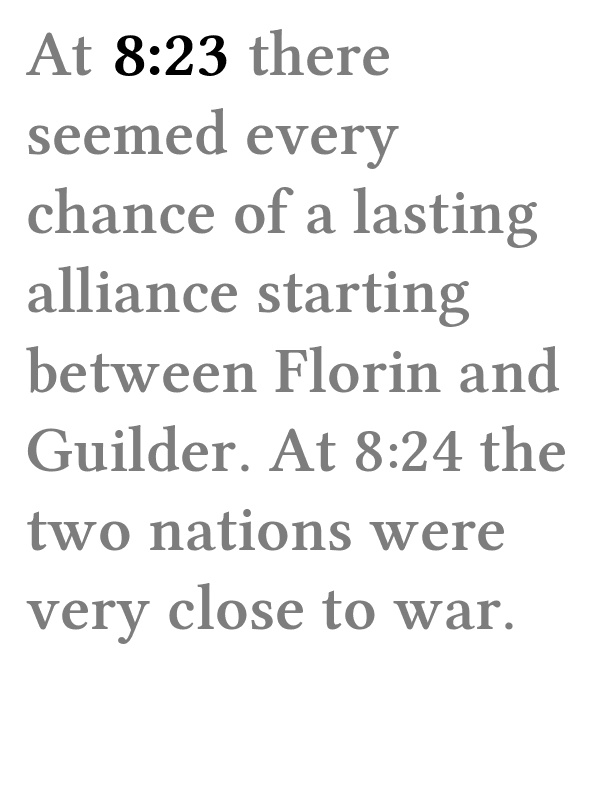 At 8:23 there
seemed every
chance of a lasting
alliance starting
between Florin and
Guilder. At 8:24 the
two nations were
very close to war.